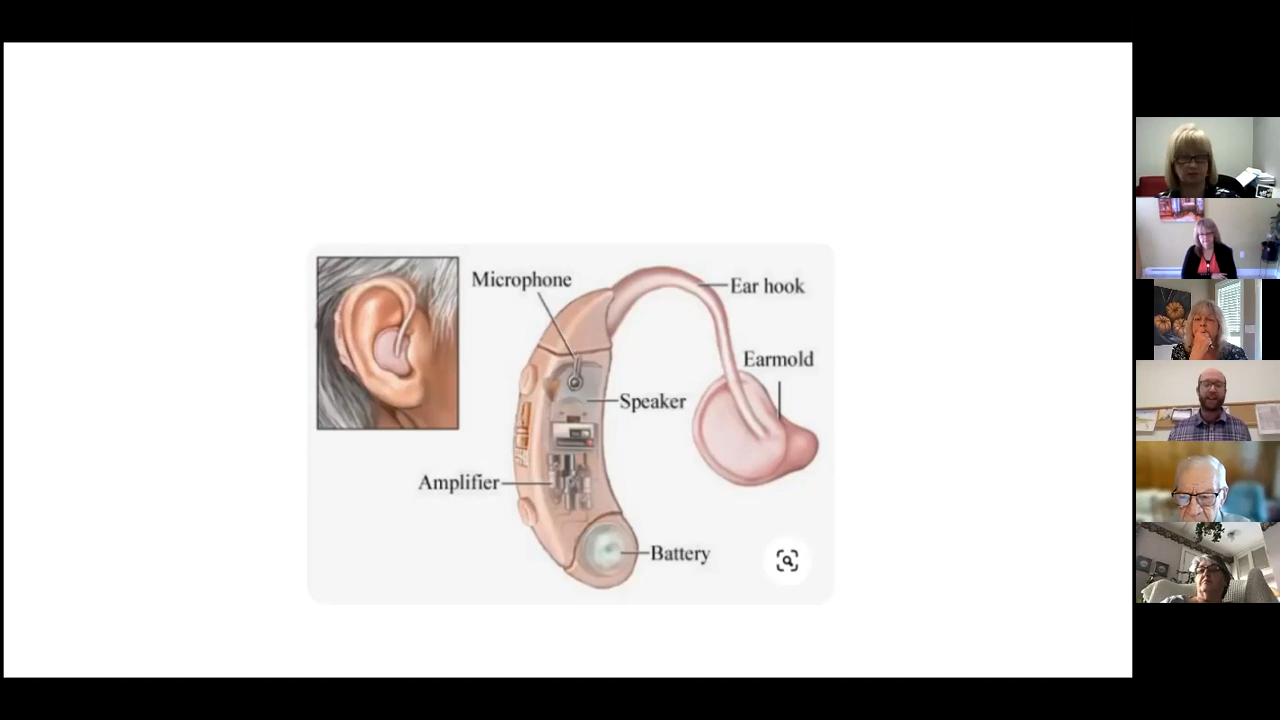 Microphone
Ear hook
Earmold
Speaker
Amplifier
Battery